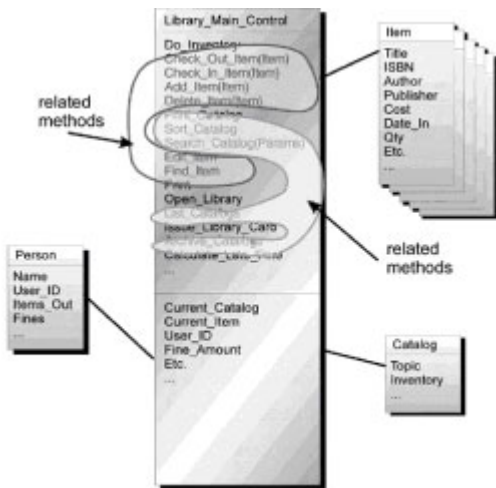 Library_Main_Control
Do_Inventory
Check_Out_Item(Item)
Check_In_Item(Item)
Add_Item(Item)
Delete_Item(Item)
Print_Catalog
Sort_Catalog
Search_Catalog(Params)
Edit_Item
Find_Item
Print
Open_Library
List_Catalogs
Issue_Library_Card
Archive_Catalogs
Calculate_Late_Fine
...
Current_Catalog
Current_Item
User_ID
Fine_Amount
Etc.
...
Item
Title
ISBN
Author
Publisher
Cost
Date_In
Qty
Etc.
...
related
methods
related
methods
Person
Name
User_ID
Items_Out
Fines
...
Catalog
Topic
Inventory
...